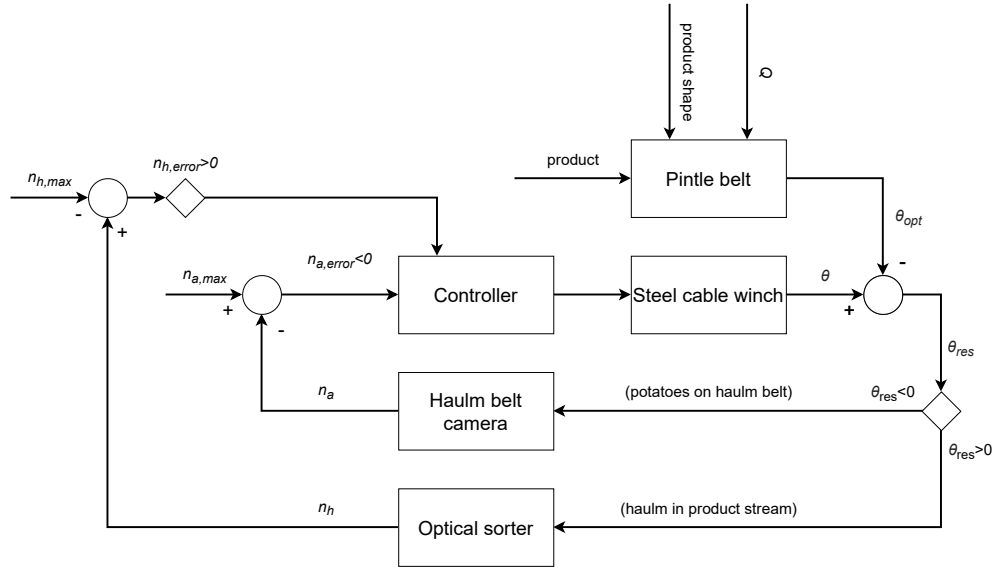 product shape
Q
product
Pintle belt
n_h,max
n_h,error>0
-
+
θ_opt
-
n_a,max
n_a,error<0
+
-
Controller
Steel cable winch
θ
+
θ_res
n_a
Haulm belt
camera
(potatoes on haulm belt)
θ_res<0
θ_res>0
n_h
Optical sorter
(haulm in product stream)